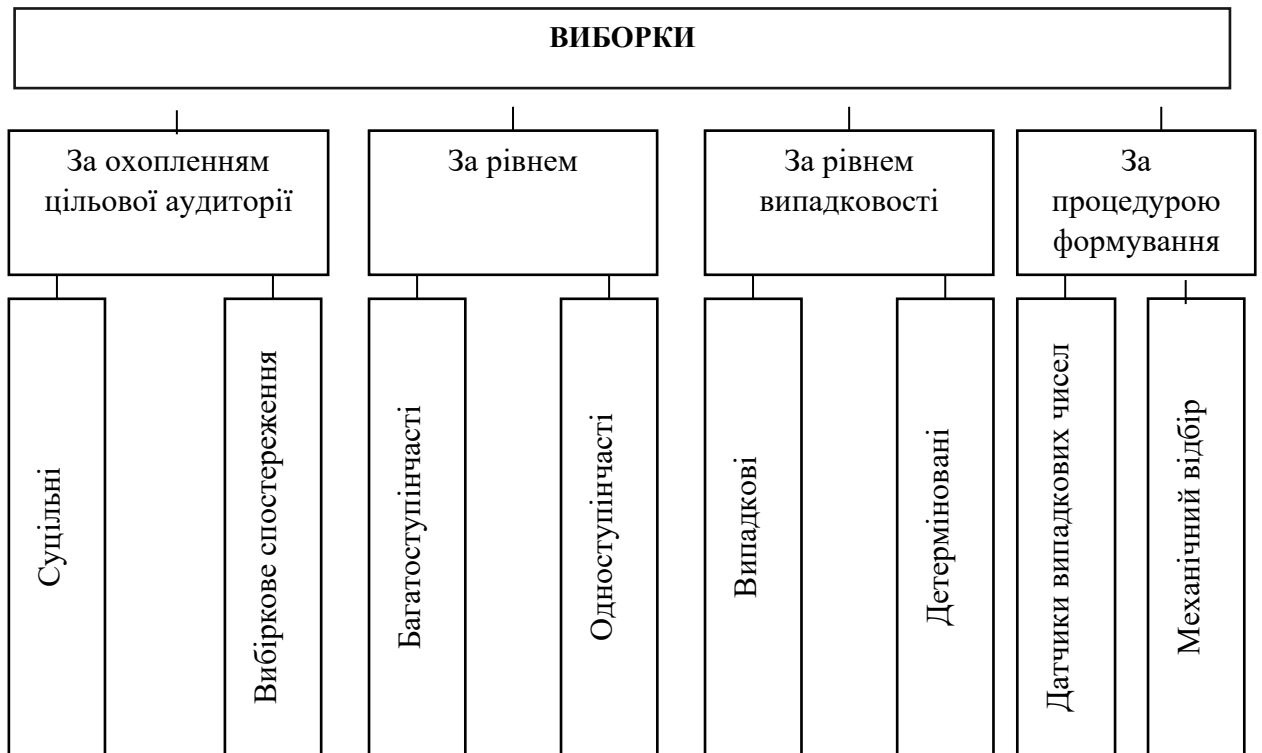 ВИБОРКИ
За охопленням
цільової аудиторії
За рівнем
За рівнем
випадковості
За
процедурою
формування
Суцільні
Вибіркове спостереження
Багатоступінчасті
Одноступінчасті
Випадкові
Детерміновані
Датчики випадкових чисел
Механічний відбір